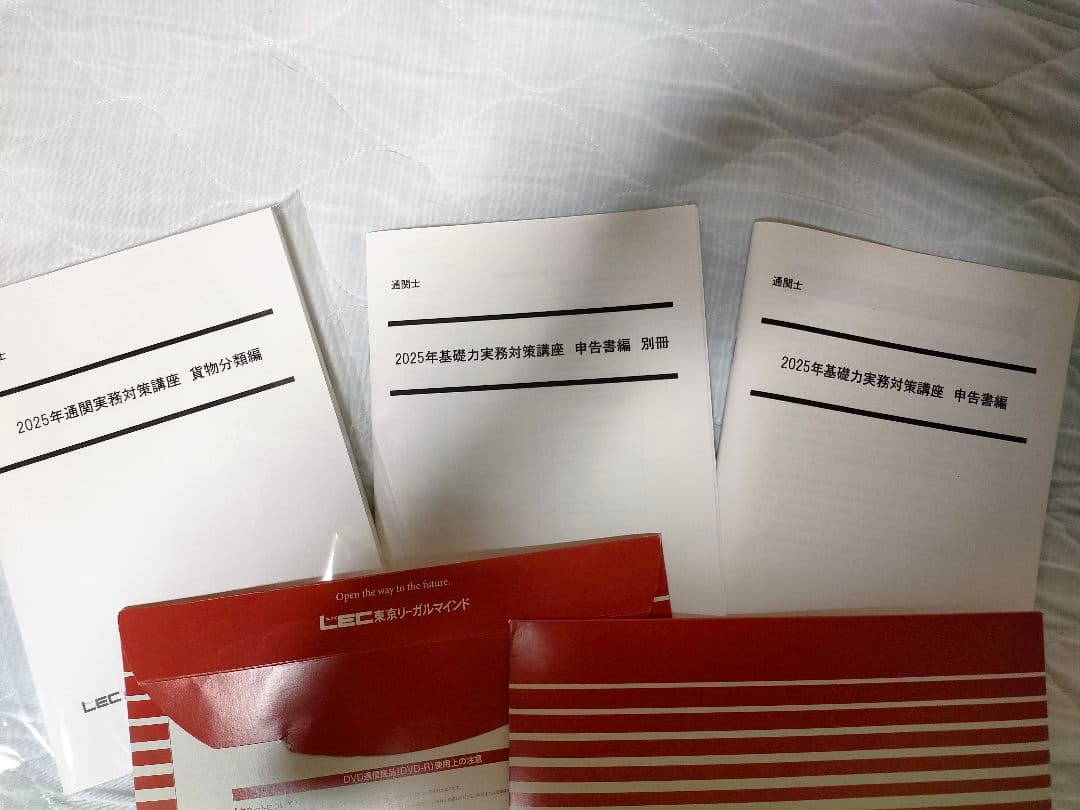 士
2025年通関実務対策講座 貨物分類編
LEC
通関士
2025年基礎力実務対策講座 申告書編 別冊
通関士
2025年基礎力実務対策講座 申告書編
Open the way to the future.
LEC東京リーガルマインド
DVD通信商品(DVD-R)使用上の注意